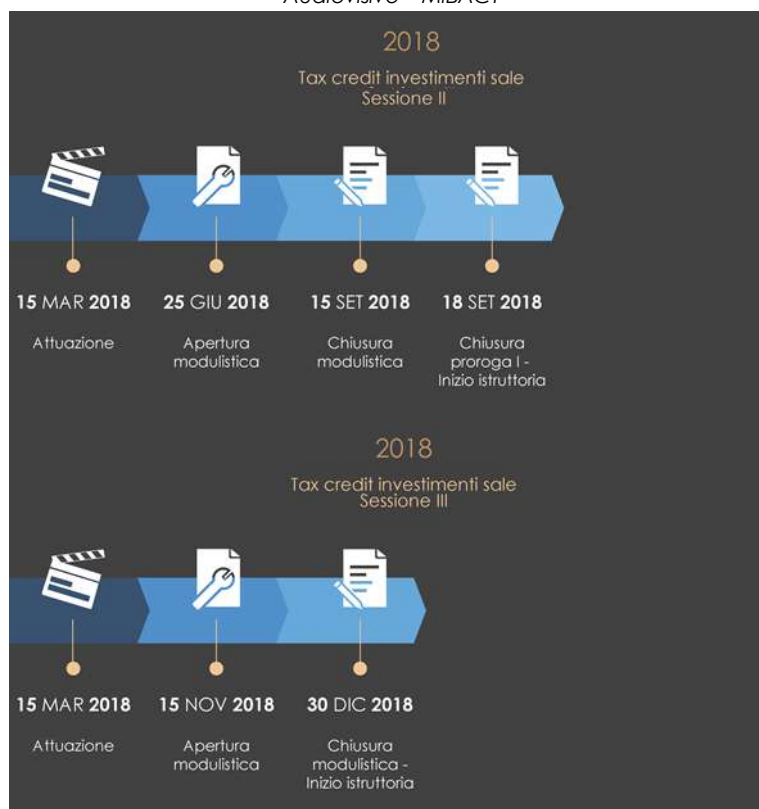 Audiovisivo – MiBACT
2018
Tax credit investimenti sale
Sessione II
15 MAR 2018
25 GIU 2018
15 SET 2018
18 SET 2018
Attuazione
Apertura
modulistica
Chiusura
modulistica
Chiusura
proroga I -
Inizio istruttoria
2018
Tax credit investimenti sale
Sessione III
15 MAR 2018
15 NOV 2018
30 DIC 2018
Attuazione
Apertura
modulistica
Chiusura
modulistica -
Inizio istruttoria